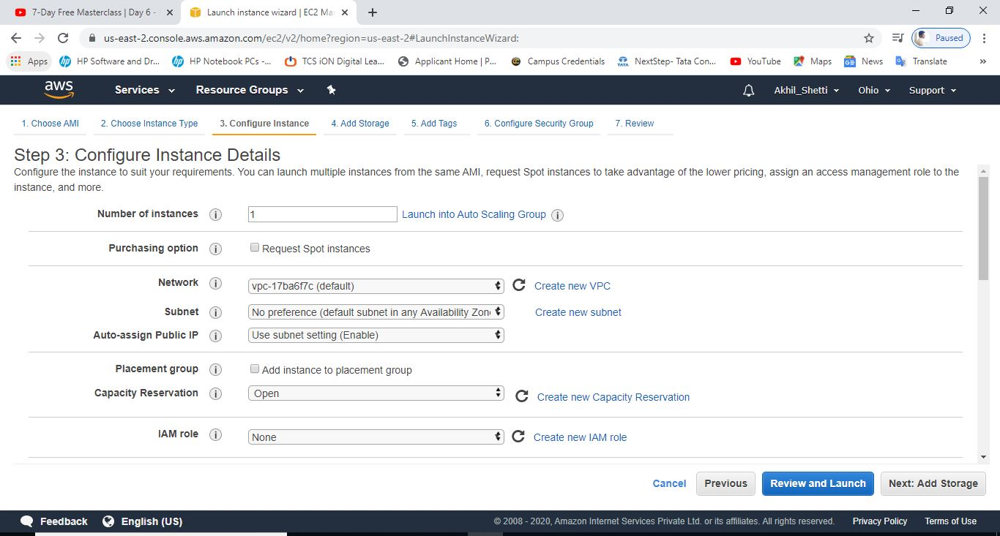 7-Day Free Masterclass | Day 6 -
Launch instance wizard | EC2 Ma
us-east-2.console.aws.amazon.com/ec2/v2/home?region=us-east-2#LaunchInstanceWizard:
Paused
Apps
HP Software and Dr...
HP Notebook PCs -...
TCS iON Digital Lea...
Applicant Home | P...
Campus Credentials
NextStep- Tata Con...
YouTube
Maps
News
Translate
aws
Services
Resource Groups
Akhil_Shetti
Ohio
Support
1. Choose AMI
2. Choose Instance Type
3. Configure Instance
4. Add Storage
5. Add Tags
6. Configure Security Group
7. Review
Step 3: Configure Instance Details
Configure the instance to suit your requirements. You can launch multiple instances from the same AMI, request Spot instances to take advantage of the lower pricing, assign an access management role to the
instance, and more.
Number of instances
1
Launch into Auto Scaling Group
Purchasing option
Request Spot instances
Network
vpc-17ba6f7c (default)
Create new VPC
Subnet
No preference (default subnet in any Availability Zon
Create new subnet
Auto-assign Public IP
Use subnet setting (Enable)
Placement group
Add instance to placement group
Capacity Reservation
Open
Create new Capacity Reservation
IAM role
None
Create new IAM role
Cancel
Previous
Review and Launch
Next: Add Storage
Feedback
English (US)
© 2008 - 2020, Amazon Internet Services Private Ltd. or its affiliates. All rights reserved.
Privacy Policy
Terms of Use